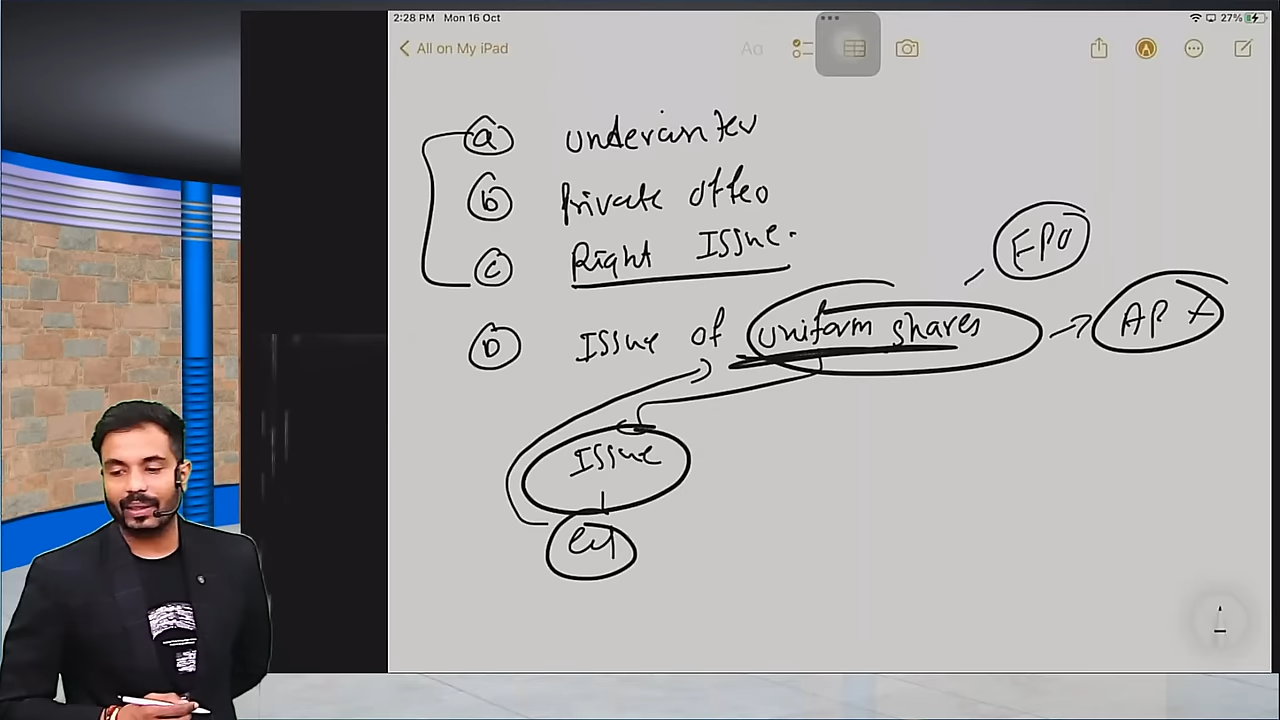 2:28 PM Mon 16 Oct
27%
All on My iPad
Aa
a underwriter
b Private offer
c Right Issue.
FPO
D Issue of uniform shares
AP X
Issue